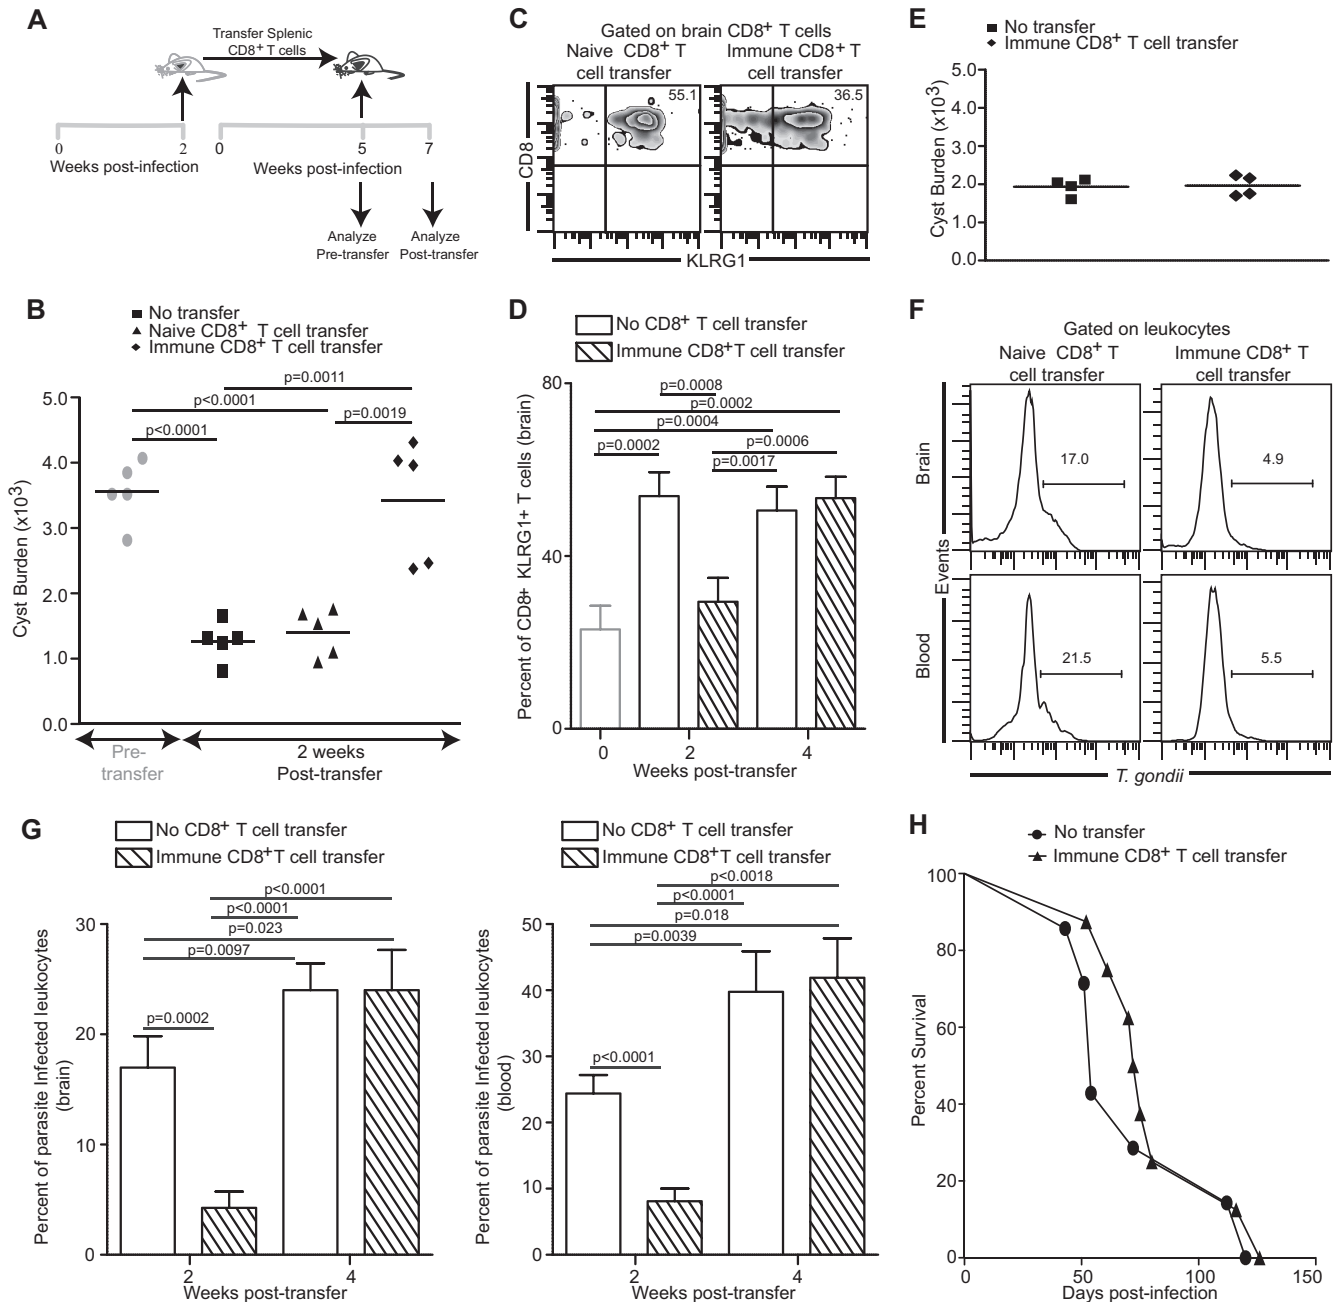 A
Transfer Splenic
CD8+ T cells
0
2
0
5
7
Weeks post-infection
Weeks post-infection
Analyze
Pre-transfer
Analyze
Post-transfer
B
No transfer
Naive CD8+ T cell transfer
Immune CD8+ T cell transfer
p=0.0011
p<0.0001
p=0.0019
p<0.0001
Cyst Burden (x10³)
5.0
4.0
3.0
2.0
1.0
0.0
Pre-
transfer
2 weeks
Post-transfer
C
Gated on brain CD8+ T cells
Naive CD8+ T
cell transfer
Immune CD8+ T
cell transfer
55.1
36.5
CD8
KLRG1
D
No CD8+ T cell transfer
Immune CD8+T cell transfer
p=0.0008
p=0.0002
p=0.0004
p=0.0002
p=0.0006
p=0.0017
Percent of CD8+ KLRG1+ T cells (brain)
80
40
0
0
2
4
Weeks post-transfer
E
No transfer
Immune CD8+ T cell transfer
Cyst Burden (x10³)
5.0
4.0
3.0
2.0
1.0
0.0
F
Gated on leukocytes
Naive CD8+ T
cell transfer
Immune CD8+ T
cell transfer
Brain
17.0
4.9
Events
Blood
21.5
5.5
T. gondii
G
No CD8+ T cell transfer
Immune CD8+T cell transfer
p<0.0001
p<0.0001
p=0.023
p=0.0097
p=0.0002
Percent of parasite Infected leukocytes
(brain)
30
20
10
0
2
4
Weeks post-transfer
No CD8+ T cell transfer
Immune CD8+T cell transfer
p<0.0018
p<0.0001
p=0.018
p=0.0039
p<0.0001
Percent of parasite Infected leukocytes
(blood)
50
40
30
20
10
0
2
4
Weeks post-transfer
H
No transfer
Immune CD8+ T cell transfer
Percent Survival
100
80
60
40
20
0
0
50
100
150
Days post-infection